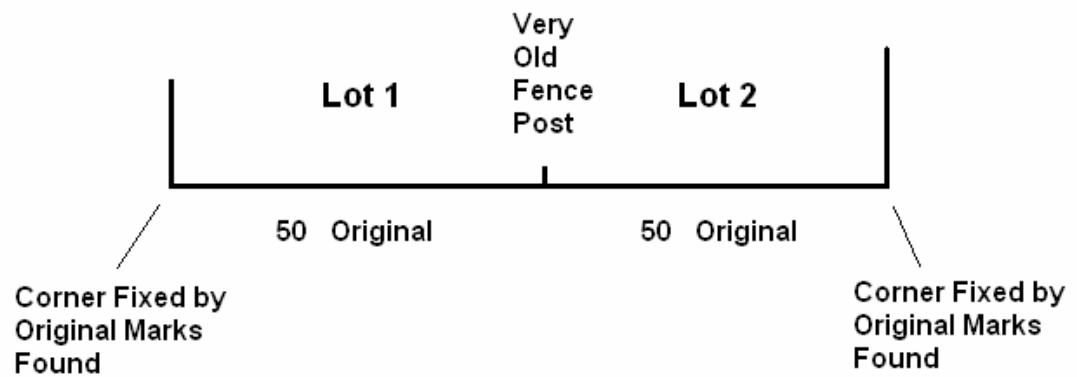 Very
Old
Fence
Post
Lot 1
Lot 2
50 Original
50 Original
Corner Fixed by
Original Marks
Found
Corner Fixed by
Original Marks
Found